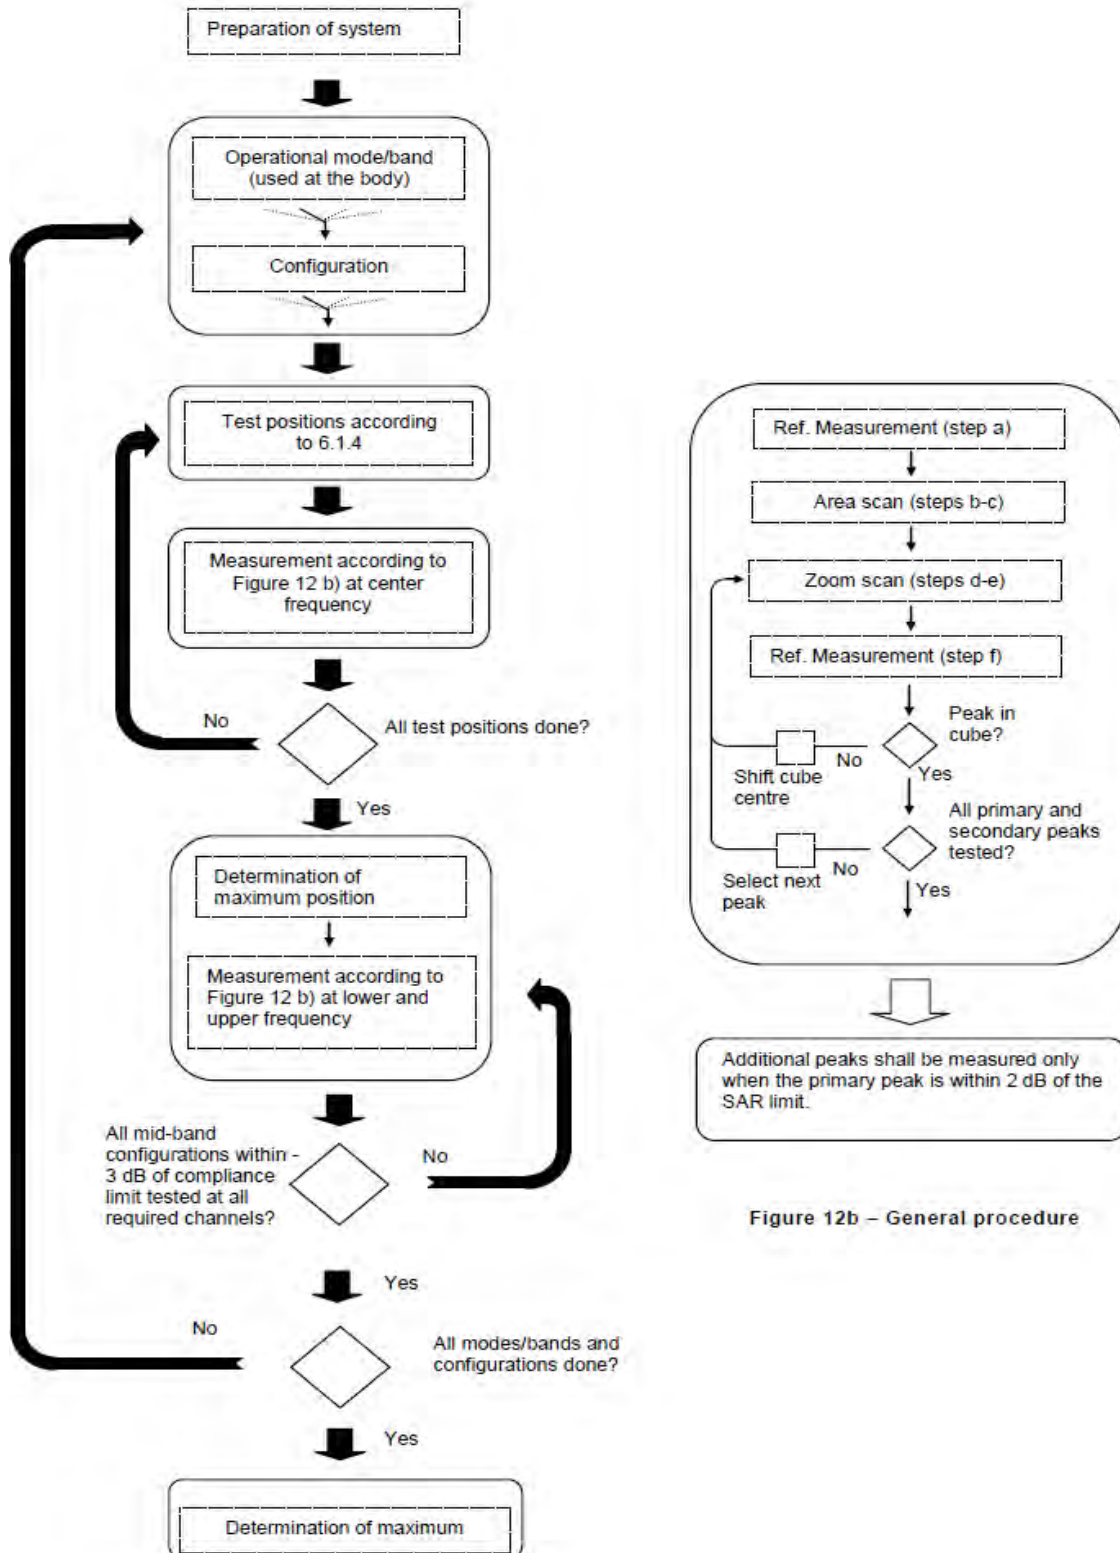 Preparation of system
Operational mode/band
(used at the body)
Configuration
Test positions according
to 6.1.4
Measurement according to
Figure 12 b) at center
frequency
No
All test positions done?
Yes
Determination of
maximum position
Measurement according to
Figure 12 b) at lower and
upper frequency
All mid-band
configurations within -
3 dB of compliance
limit tested at all
required channels?
No
Yes
No
All modes/bands and
configurations done?
Yes
Determination of maximum
Ref. Measurement (step a)
Area scan (steps b-c)
Zoom scan (steps d-e)
Ref. Measurement (step f)
Peak in
cube?
No
Shift cube
centre
Yes
All primary and
secondary peaks
tested?
No
Select next
peak
Yes
Additional peaks shall be measured only
when the primary peak is within 2 dB of the
SAR limit.
Figure 12b – General procedure